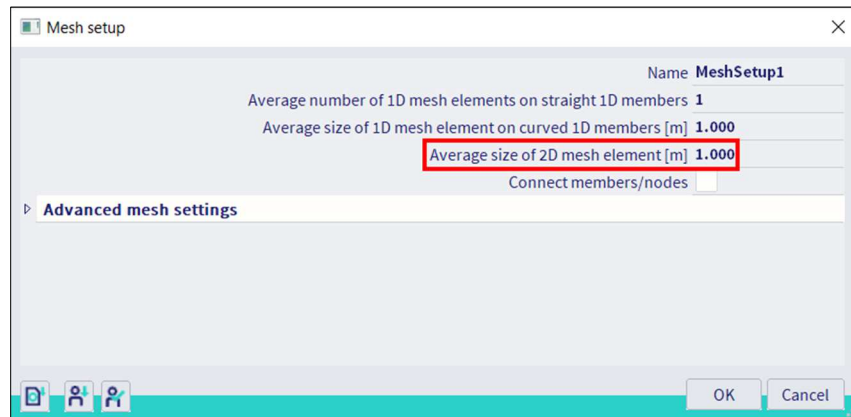 Mesh setup
Name MeshSetup1
Average number of 1D mesh elements on straight 1D members 1
Average size of 1D mesh element on curved 1D members [m] 1.000
Average size of 2D mesh element [m] 1.000
Connect members/nodes
Advanced mesh settings
OK Cancel